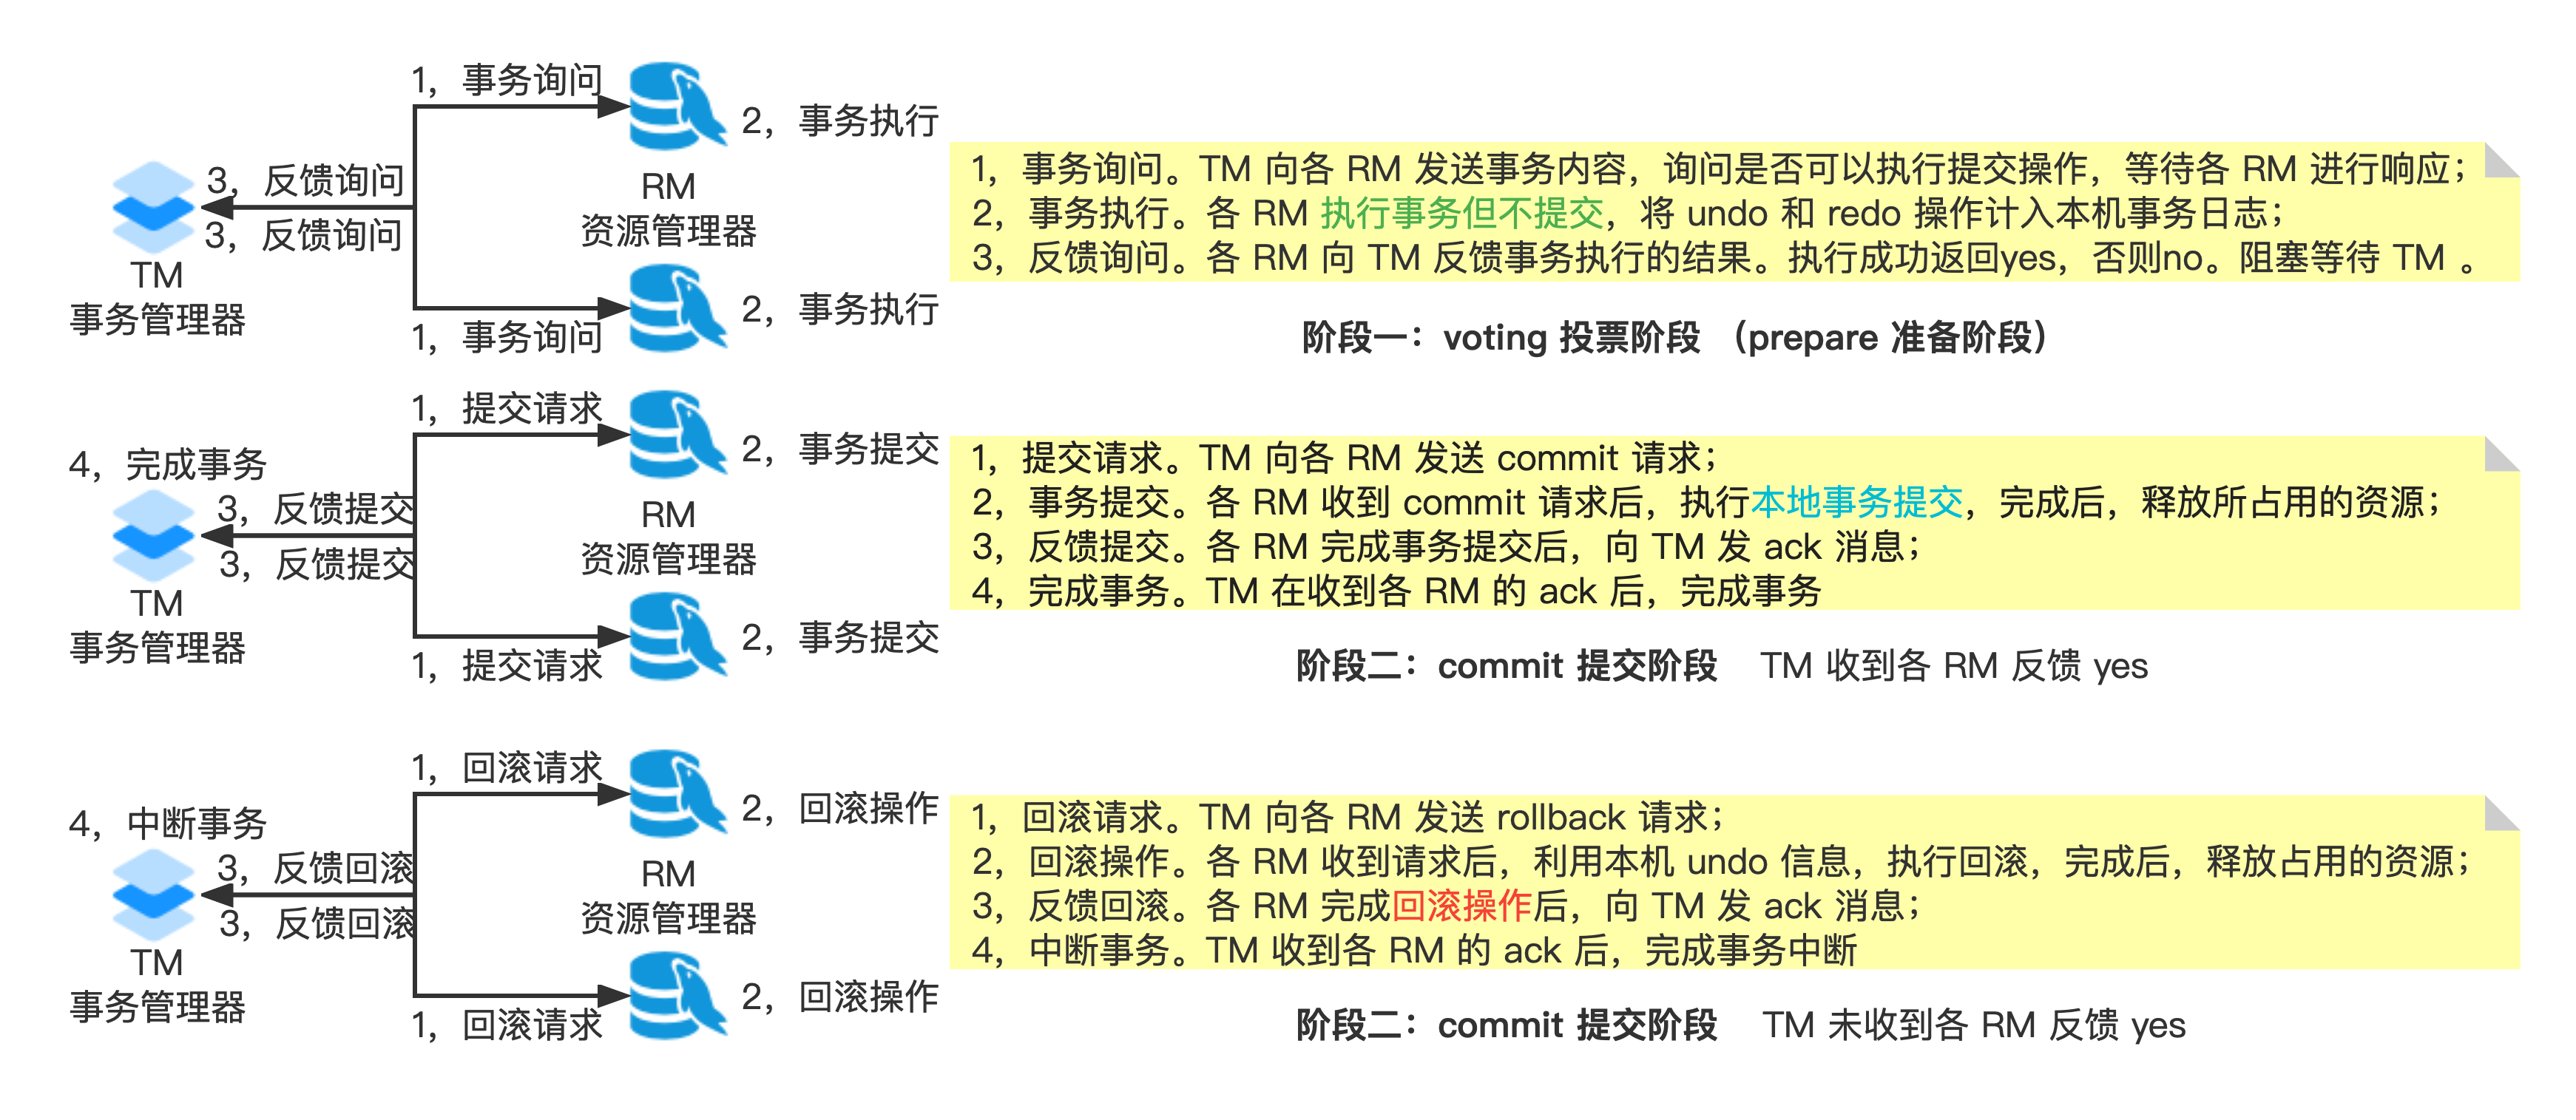 1，事务询问
2，事务执行
3，反馈询问
3，反馈询问
TM
事务管理器
RM
资源管理器
2，事务执行
1，事务询问
1，事务询问。TM 向各 RM 发送事务内容，询问是否可以执行提交操作，等待各 RM 进行响应；
2，事务执行。各 RM 执行事务但不提交，将 undo 和 redo 操作计入本机事务日志；
3，反馈询问。各 RM 向 TM 反馈事务执行的结果。执行成功返回yes，否则no。阻塞等待 TM 。
阶段一：voting 投票阶段 （prepare 准备阶段）
1，提交请求
2，事务提交
4，完成事务
3，反馈提交
3，反馈提交
TM
事务管理器
RM
资源管理器
2，事务提交
1，提交请求
1，提交请求。TM 向各 RM 发送 commit 请求；
2，事务提交。各 RM 收到 commit 请求后，执行本地事务提交，完成后，释放所占用的资源；
3，反馈提交。各 RM 完成事务提交后，向 TM 发 ack 消息；
4，完成事务。TM 在收到各 RM 的 ack 后，完成事务
阶段二：commit 提交阶段 TM 收到各 RM 反馈 yes
1，回滚请求
2，回滚操作
4，中断事务
3，反馈回滚
3，反馈回滚
TM
事务管理器
RM
资源管理器
2，回滚操作
1，回滚请求
1，回滚请求。TM 向各 RM 发送 rollback 请求；
2，回滚操作。各 RM 收到请求后，利用本机 undo 信息，执行回滚，完成后，释放占用的资源；
3，反馈回滚。各 RM 完成回滚操作后，向 TM 发 ack 消息；
4，中断事务。TM 收到各 RM 的 ack 后，完成事务中断
阶段二：commit 提交阶段 TM 未收到各 RM 反馈 yes